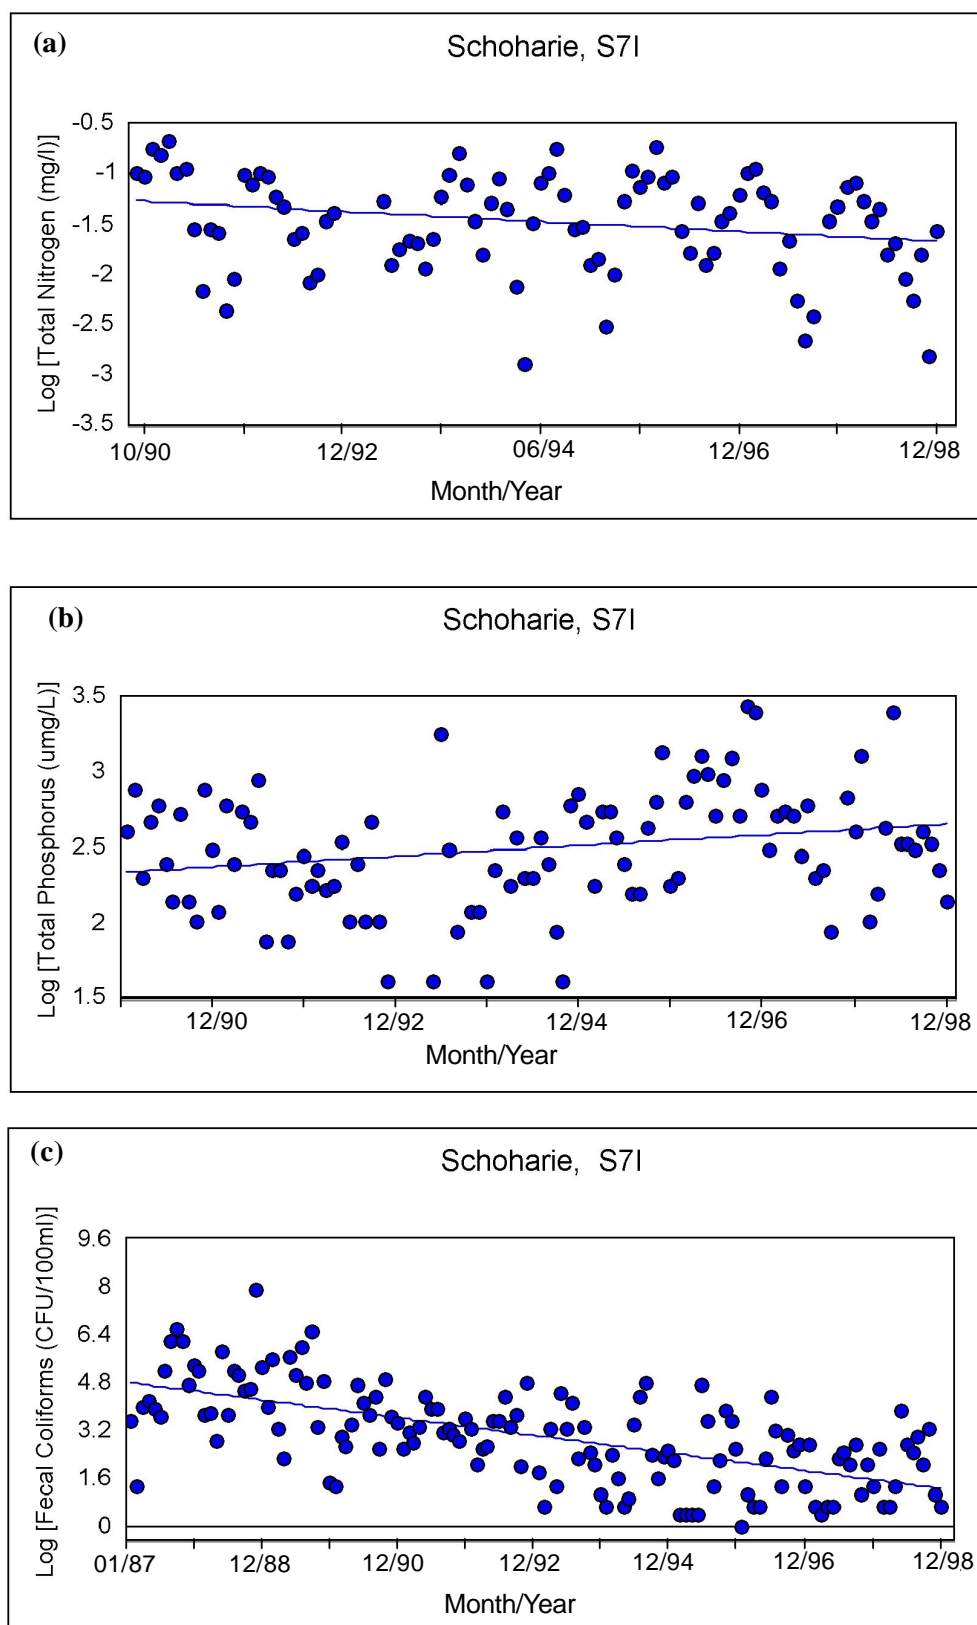 (a)
Schoharie, S7I
Log [Total Nitrogen (mg/l)]
-0.5
-1
-1.5
-2
-2.5
-3
-3.5
10/90 12/92 06/94 12/96 12/98
Month/Year
(b)
Schoharie, S7I
Log [Total Phosphorus (umg/L)]
3.5
3
2.5
2
1.5
12/90 12/92 12/94 12/96 12/98
Month/Year
(c)
Schoharie, S7I
Log [Fecal Coliforms (CFU/100ml)]
9.6
8
6.4
4.8
3.2
1.6
0
01/87 12/88 12/90 12/92 12/94 12/96 12/98
Month/Year